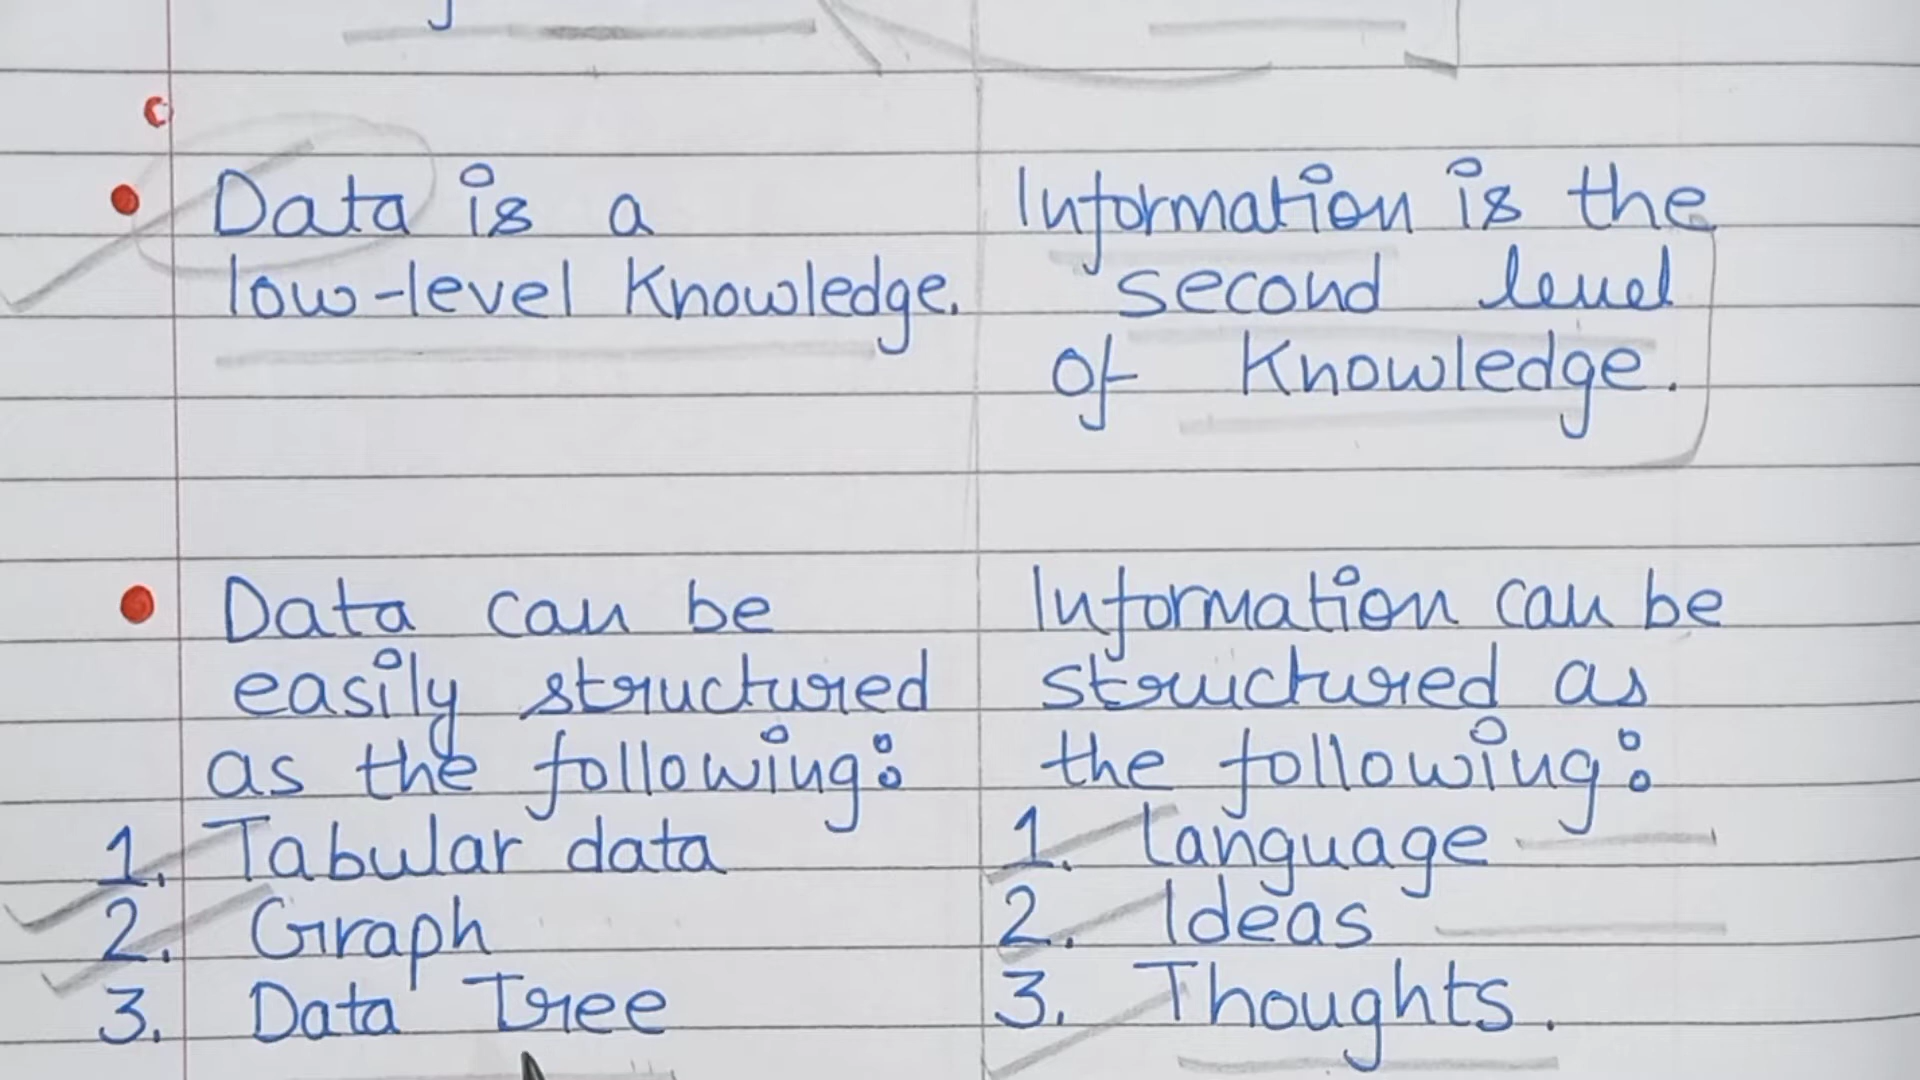 Data is a
low-level Knowledge.
Information is the
second level
of Knowledge.
Data can be
easily structured
as the following:
1. Tabular data
2. Graph
3. Data Tree
Information can be
structured as
the following:
1. Language
2. Ideas
3. Thoughts.